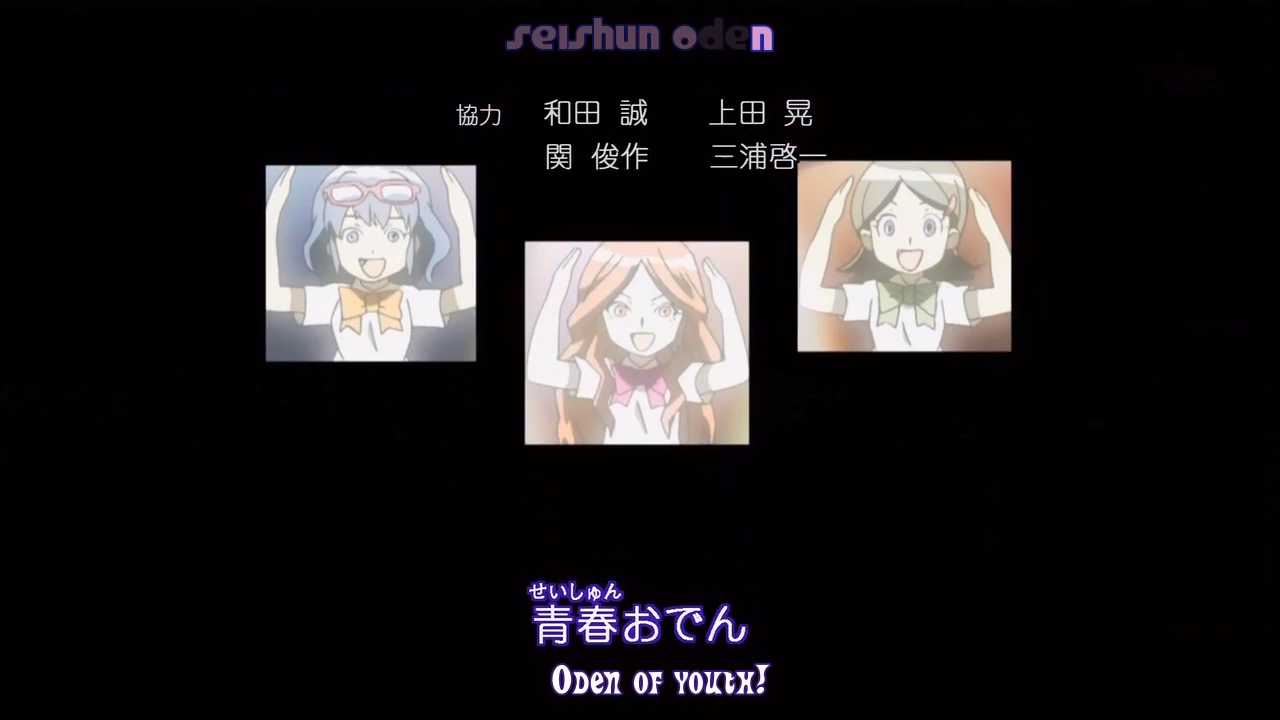 seishun oden
協力 和田 誠 上田 晃
関 俊作 三浦啓一
せいしゅん
青春おでん
Oden of youth!